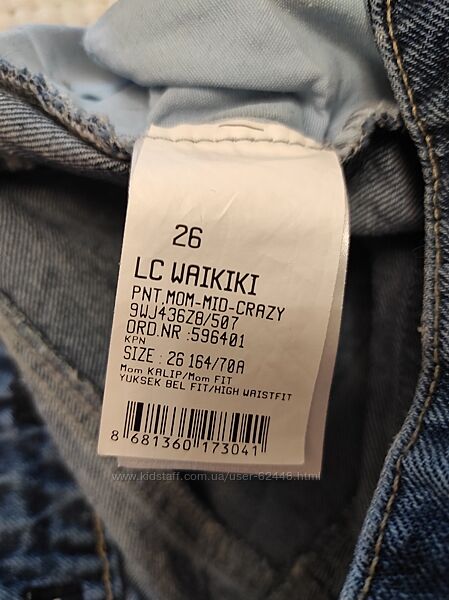 26
LC WAIKIKI
PNT.MOM-MID-CRAZY
9WJ436Z8/507
ORD.NR :596401
KPN
SIZE : 26 164/70A
Mom KALIP/Mom FIT
YUKSEK BEL FIT/HIGH WAISTFIT
8 681360 173041
www.kidstaff.com.ua/user-62448.html